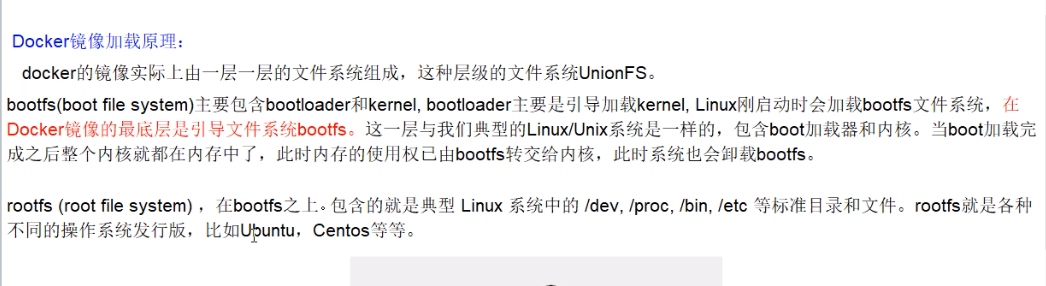 Docker镜像加载原理：
docker的镜像实际上由一层一层的文件系统组成，这种层级的文件系统UnionFS。
bootfs(boot file system)主要包含bootloader和kernel, bootloader主要是引导加载kernel, Linux刚启动时会加载bootfs文件系统，在
Docker镜像的最底层是引导文件系统bootfs。这一层与我们典型的Linux/Unix系统是一样的，包含boot加载器和内核。当boot加载完
成之后整个内核就都在内存中了，此时内存的使用权已由bootfs转交给内核，此时系统也会卸载bootfs。
rootfs (root file system) ，在bootfs之上。包含的就是典型 Linux 系统中的 /dev, /proc, /bin, /etc 等标准目录和文件。rootfs就是各种
不同的操作系统发行版，比如Ubuntu，Centos等等。